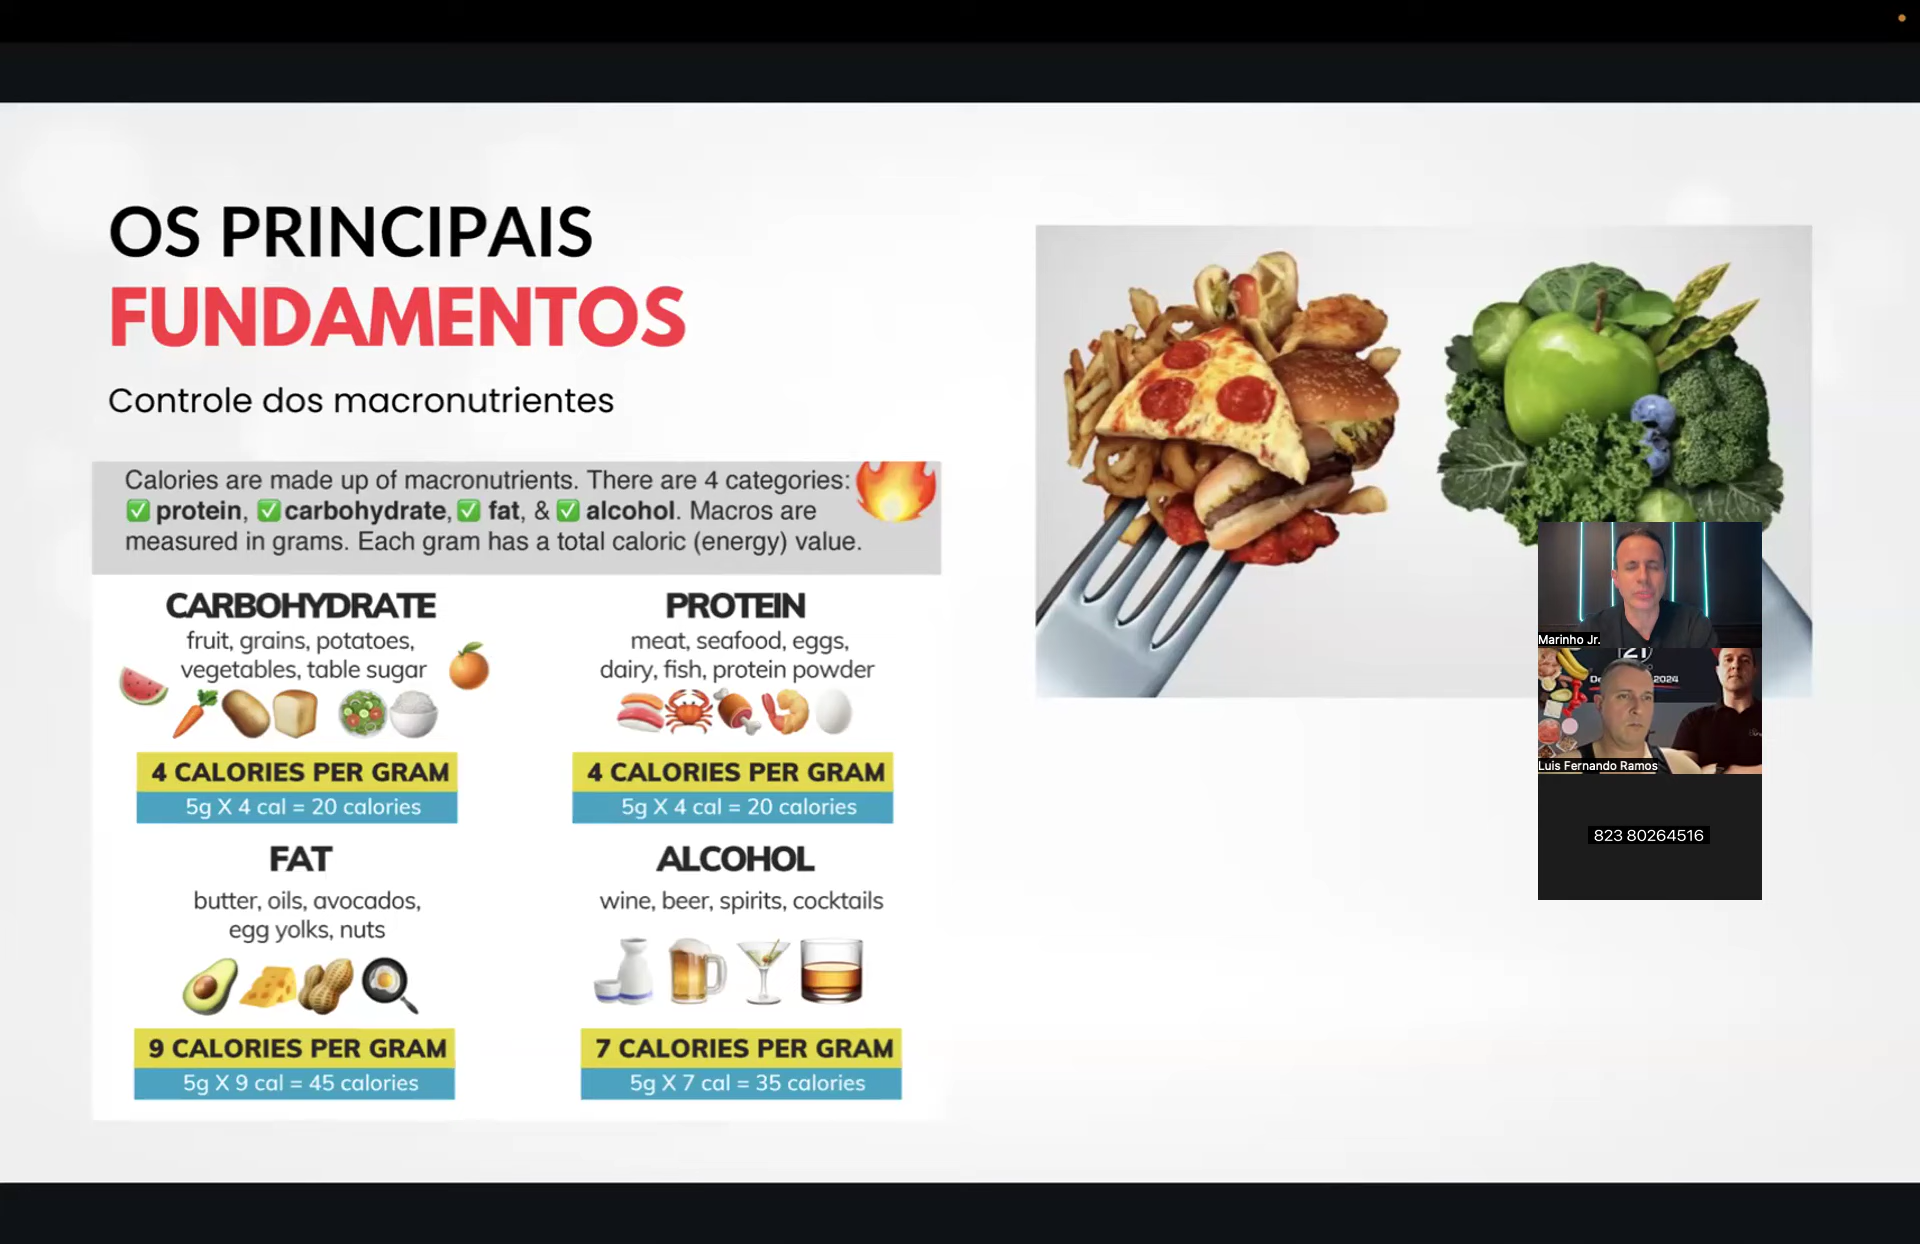 OS PRINCIPAIS
FUNDAMENTOS
Controle dos macronutrientes
Calories are made up of macronutrients. There are 4 categories:
✅ protein, ✅ carbohydrate, ✅ fat, & ✅ alcohol. Macros are
measured in grams. Each gram has a total caloric (energy) value.
CARBOHYDRATE
fruit, grains, potatoes,
vegetables, table sugar
4 CALORIES PER GRAM
5g X 4 cal = 20 calories
PROTEIN
meat, seafood, eggs,
dairy, fish, protein powder
4 CALORIES PER GRAM
5g X 4 cal = 20 calories
FAT
butter, oils, avocados,
egg yolks, nuts
9 CALORIES PER GRAM
5g X 9 cal = 45 calories
ALCOHOL
wine, beer, spirits, cocktails
7 CALORIES PER GRAM
5g X 7 cal = 35 calories
Marinho Jr.
21
2024
Luis Fernando Ramos
823 80264516